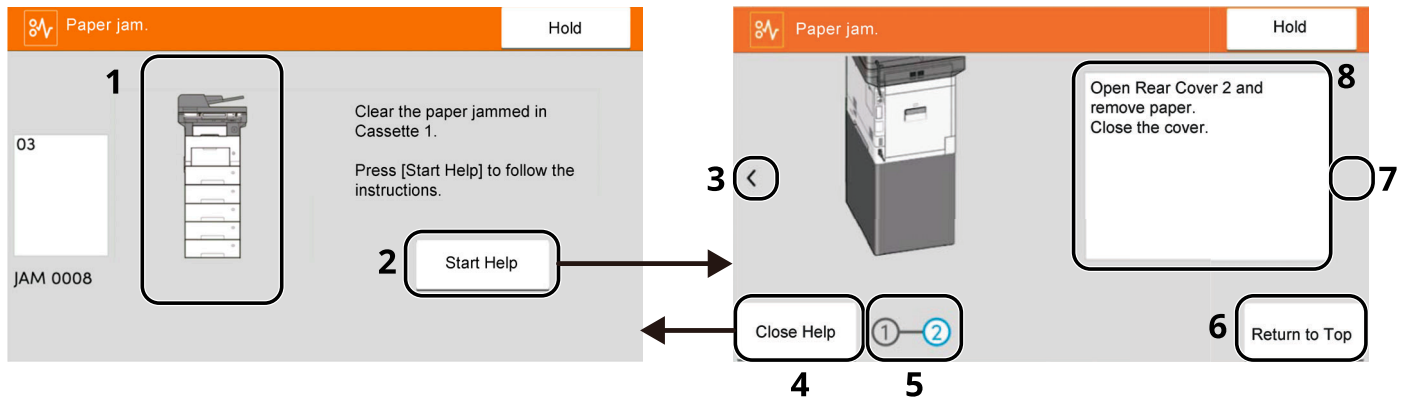 Paper jam.
Hold
1
03
Clear the paper jammed in
Cassette 1.
Press [Start Help] to follow the
instructions.
2
Start Help
JAM 0008
Paper jam.
Hold
8
Open Rear Cover 2 and
remove paper.
Close the cover.
3
7
Close Help
1
2
6
Return to Top
4
5